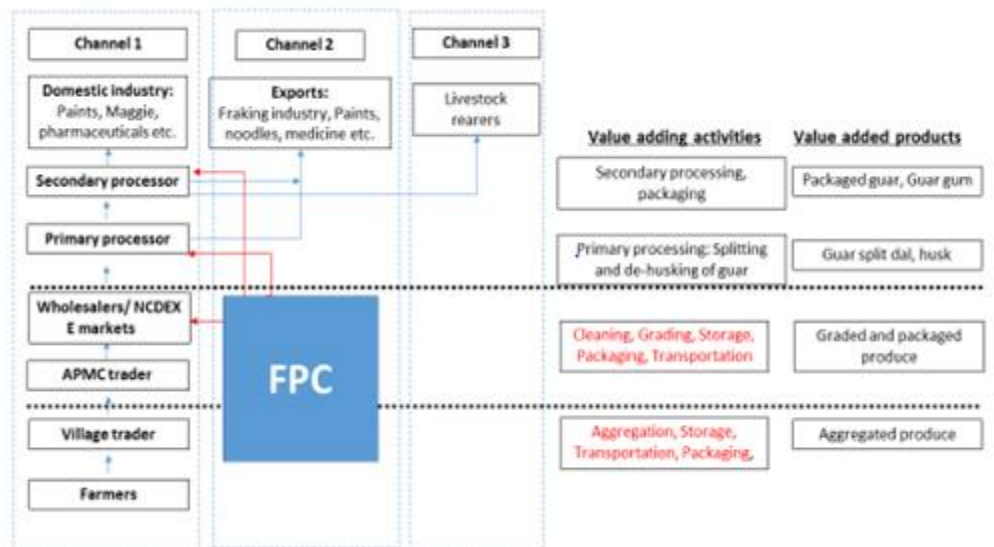 Channel 1
Channel 2
Channel 3
Domestic industry:
Paints, Maggie,
pharmaceuticals etc.
Exports:
Fraking industry, Paints,
noodles, medicine etc.
Livestock
rearers
Value adding activities
Value added products
Secondary processor
Secondary processing,
packaging
Packaged guar, Guar gum
Primary processor
Primary processing: Splitting
and de-husking of guar
Guar split dal, husk
Wholesalers/ NCDEX
E markets
Cleaning, Grading, Storage,
Packaging, Transportation
Graded and packaged
produce
FPC
APMC trader
Village trader
Aggregation, Storage,
Transportation, Packaging,
Aggregated produce
Farmers